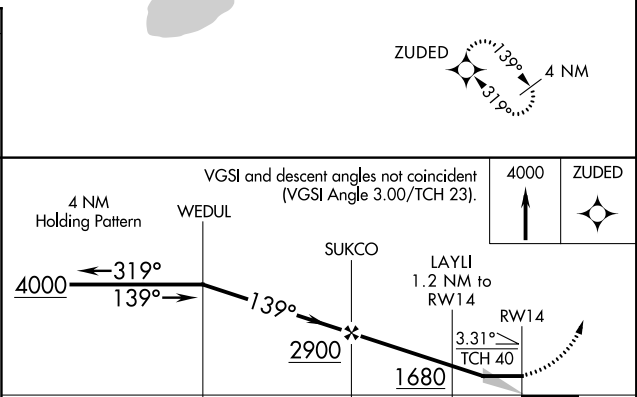 ZUDED
139°
4 NM
319°
VGSI and descent angles not coincident
(VGSI Angle 3.00/TCH 23).
4000
ZUDED
4 NM
Holding Pattern
WEDUL
SUKCO
LAYLI
1.2 NM to
RW14
RW14
4000
319°
139°
139°
2900
1680
3.31°
TCH 40